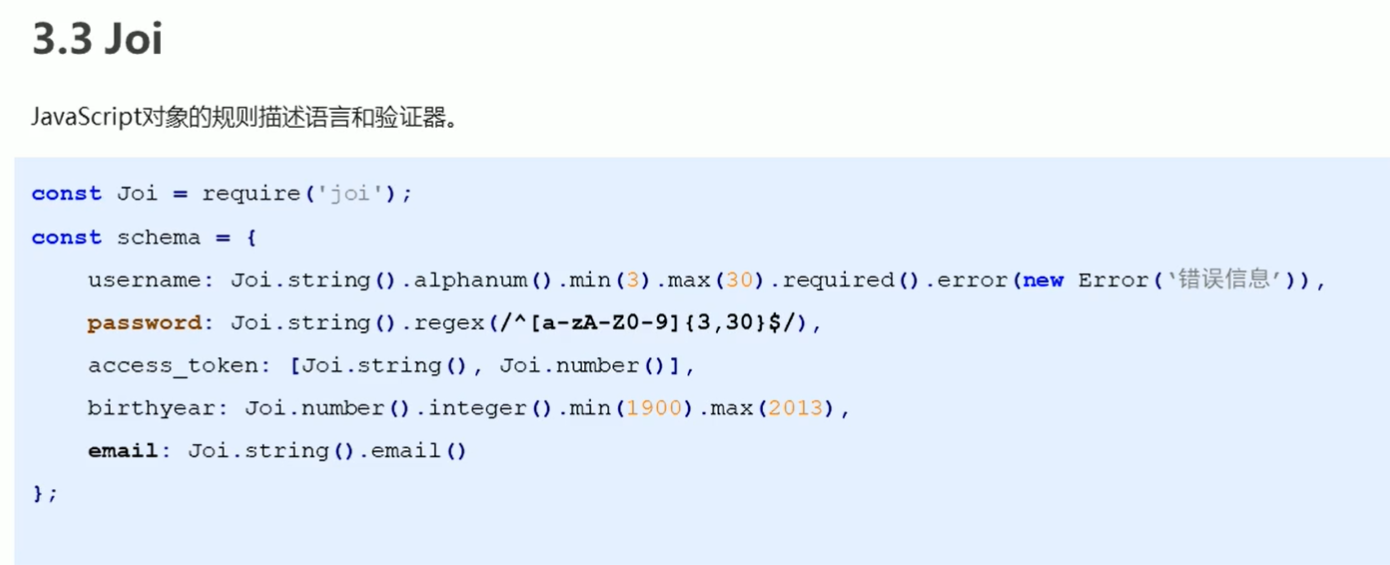 3.3 Joi
JavaScript对象的规则描述语言和验证器。
const Joi = require('joi');
const schema = {
    username: Joi.string().alphanum().min(3).max(30).required().error(new Error(‘错误信息’)),
    password: Joi.string().regex(/^[a-zA-Z0-9]{3,30}$/),
    access_token: [Joi.string(), Joi.number()],
    birthyear: Joi.number().integer().min(1900).max(2013),
    email: Joi.string().email()
};